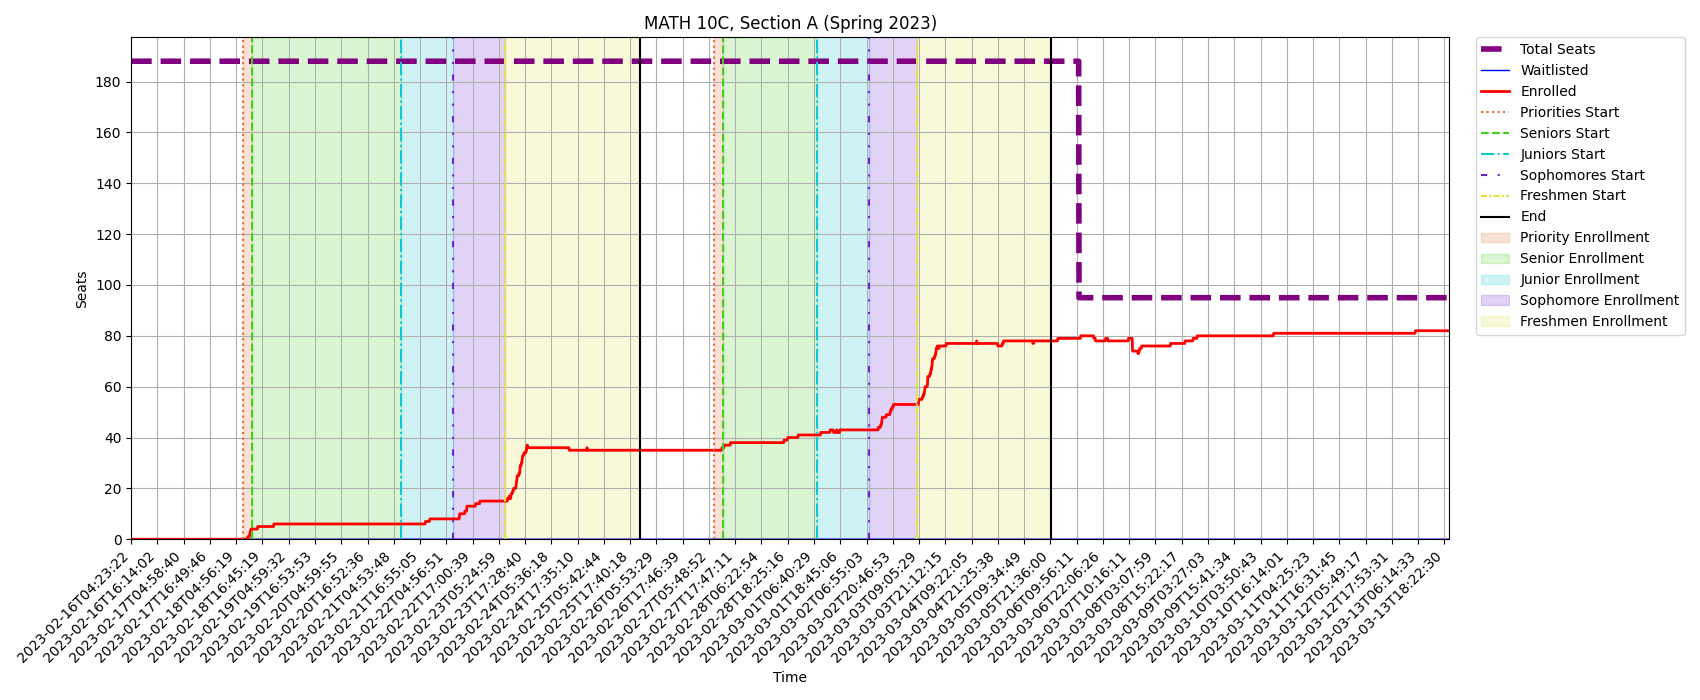 MATH 10C, Section A (Spring 2023)
Seats
180
160
140
120
100
80
60
40
20
0
2023-02-16T04:23:22
2023-02-16T16:14:02
2023-02-17T04:58:40
2023-02-17T16:49:46
2023-02-18T04:56:19
2023-02-18T16:45:19
2023-02-19T04:59:32
2023-02-19T16:53:53
2023-02-20T04:59:55
2023-02-20T16:52:36
2023-02-21T04:53:48
2023-02-21T16:55:05
2023-02-22T04:56:51
2023-02-22T17:00:39
2023-02-23T05:24:59
2023-02-23T17:28:40
2023-02-24T05:36:18
2023-02-24T17:35:10
2023-02-25T05:42:44
2023-02-25T17:40:18
2023-02-26T05:53:29
2023-02-26T17:46:39
2023-02-27T05:48:52
2023-02-27T17:47:11
2023-02-28T06:22:54
2023-02-28T18:25:16
2023-03-01T06:40:29
2023-03-01T18:45:06
2023-03-02T06:55:03
2023-03-02T20:46:53
2023-03-03T09:05:29
2023-03-03T21:12:15
2023-03-04T09:22:05
2023-03-04T21:25:38
2023-03-05T09:34:49
2023-03-05T21:36:00
2023-03-06T09:56:11
2023-03-06T22:06:26
2023-03-07T10:16:11
2023-03-08T03:07:59
2023-03-08T15:22:17
2023-03-09T03:27:03
2023-03-09T15:41:34
2023-03-10T03:50:43
2023-03-10T16:14:01
2023-03-11T04:25:23
2023-03-11T16:31:45
2023-03-12T05:49:17
2023-03-12T17:53:31
2023-03-13T06:14:33
2023-03-13T18:22:30
Time
Total Seats
Waitlisted
Enrolled
Priorities Start
Seniors Start
Juniors Start
Sophomores Start
Freshmen Start
End
Priority Enrollment
Senior Enrollment
Junior Enrollment
Sophomore Enrollment
Freshmen Enrollment